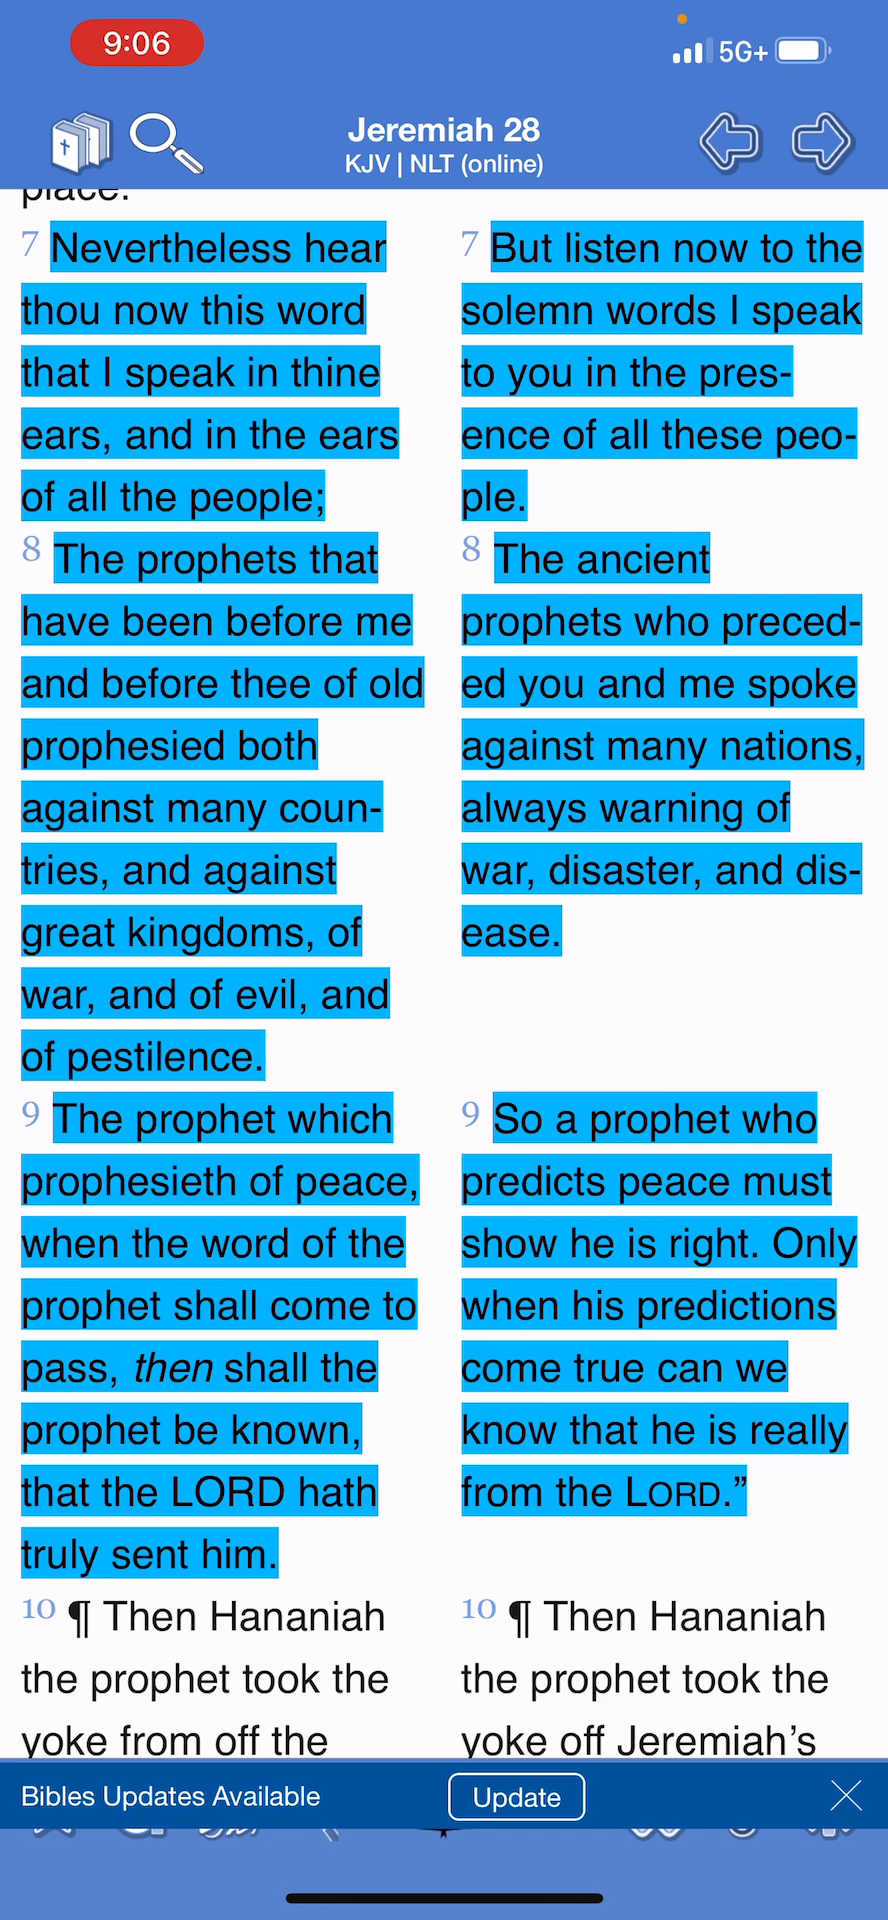 9:06
5G+
Jeremiah 28
KJV | NLT (online)
place.
7 Nevertheless hear
thou now this word
that I speak in thine
ears, and in the ears
of all the people;
8 The prophets that
have been before me
and before thee of old
prophesied both
against many coun-
tries, and against
great kingdoms, of
war, and of evil, and
of pestilence.
9 The prophet which
prophesieth of peace,
when the word of the
prophet shall come to
pass, then shall the
prophet be known,
that the LORD hath
truly sent him.
10 ¶ Then Hananiah
the prophet took the
yoke from off the
7 But listen now to the
solemn words I speak
to you in the pres-
ence of all these peo-
ple.
8 The ancient
prophets who preced-
ed you and me spoke
against many nations,
always warning of
war, disaster, and dis-
ease.
9 So a prophet who
predicts peace must
show he is right. Only
when his predictions
come true can we
know that he is really
from the LORD.”
10 ¶ Then Hananiah
the prophet took the
yoke off Jeremiah’s
Bibles Updates Available
Update